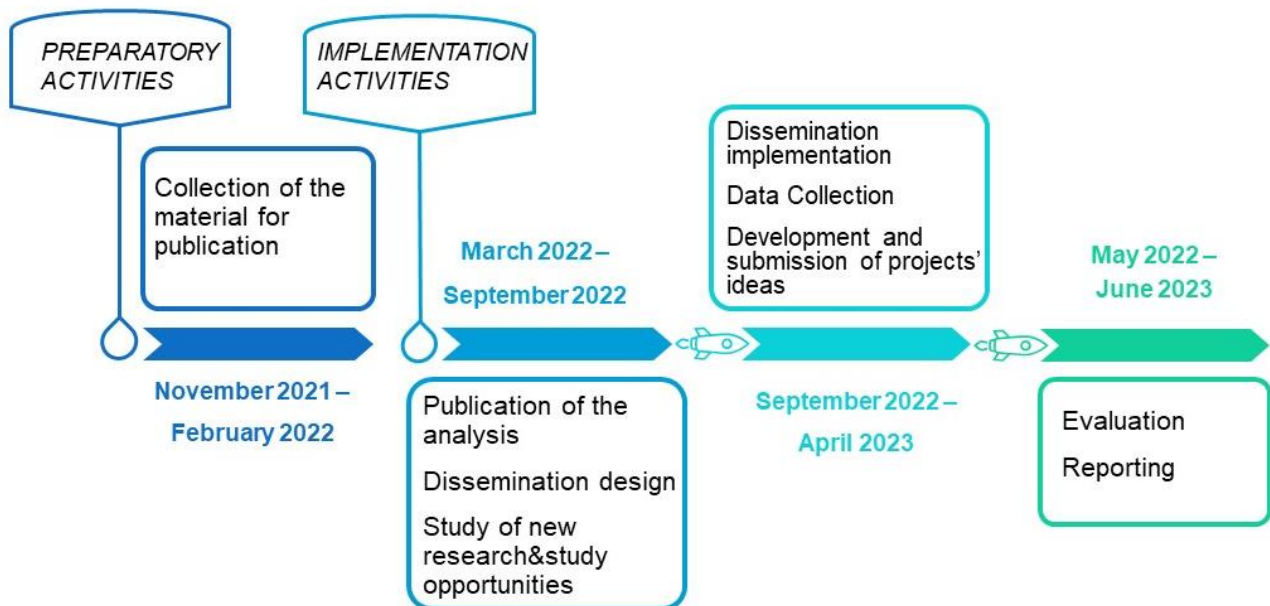 PREPARATORY
ACTIVITIES
IMPLEMENTATION
ACTIVITIES
Collection of the
material for
publication
November 2021 –
February 2022
March 2022 –
September 2022
Publication of the
analysis
Dissemination design
Study of new
research&study
opportunities
Dissemination
implementation
Data Collection
Development and
submission of projects’
ideas
September 2022 –
April 2023
May 2022 –
June 2023
Evaluation
Reporting